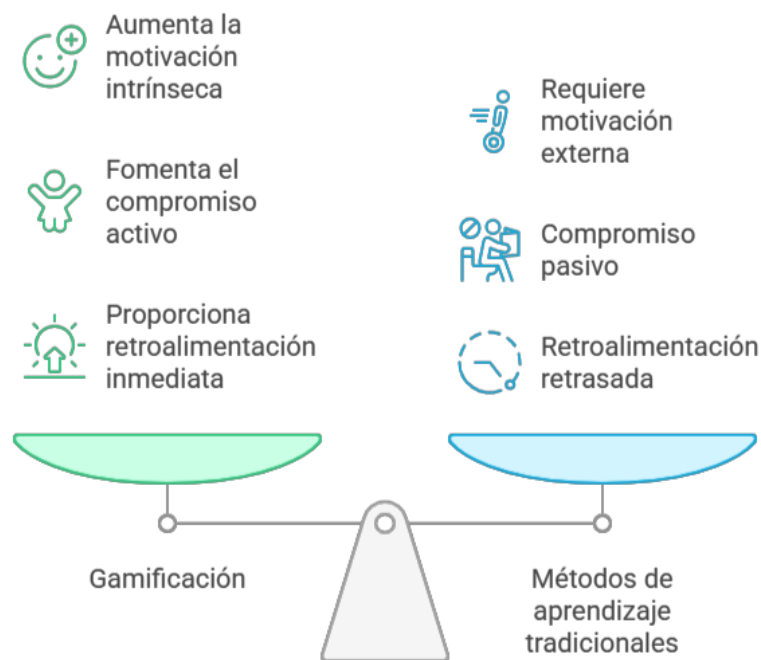 Aumenta la
motivación
intrínseca
Fomenta el
compromiso
activo
Proporciona
retroalimentación
inmediata
Requiere
motivación
externa
Compromiso
pasivo
Retroalimentación
retrasada
Gamificación
Métodos de
aprendizaje
tradicionales